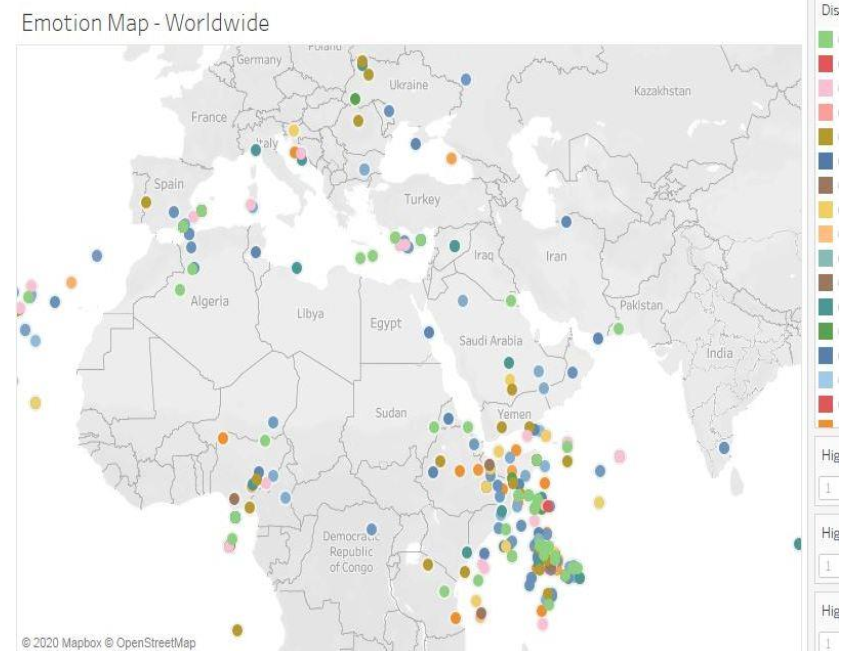 Emotion Map - Worldwide
Dis
Poland
Germany
Ukraine
Kazakhstan
France
Italy
Spain
Turkey
Iraq
Iran
Algeria
Libya
Egypt
Pakistan
Saudi Arabia
India
Sudan
Yemen
Hig
1
Hig
1
Democratic
Republic
of Congo
Hig
1
© 2020 Mapbox © OpenStreetMap